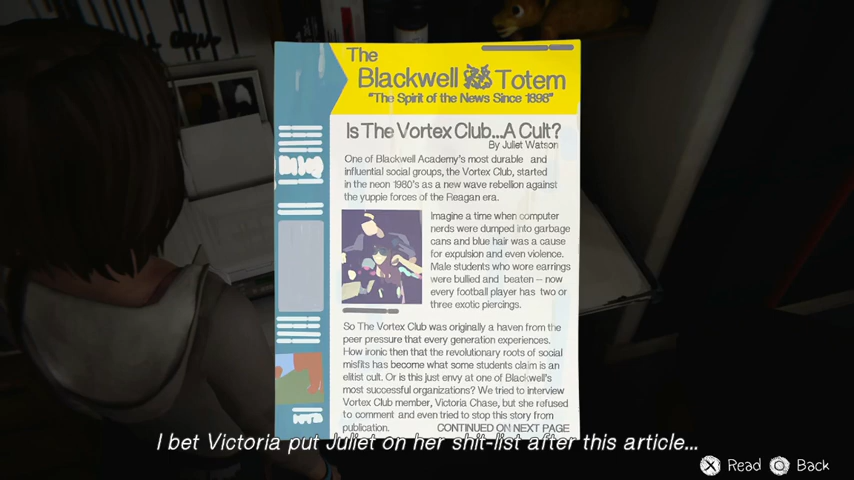 The
Blackwell Totem
"The Spirit of the News Since 1898"
Is The Vortex Club...A Cult?
By Juliet Watson
One of Blackwell Academy's most durable and
influential social groups, the Vortex Club, started
in the neon 1980's as a new wave rebellion against
the yuppie forces of the Reagan era.
Imagine a time when computer
nerds were dumped into garbage
cans and blue hair was a cause
for expulsion and even violence.
Male students who wore earrings
were bullied and beaten – now
every football player has two or
three exotic piercings.
So The Vortex Club was originally a haven from the
peer pressure that every generation experiences.
How ironic then that the revolutionary roots of social
misfits has become what some students claim is an
elitist cult. Or is this just envy at one of Blackwell's
most successful organizations? We tried to interview
Vortex Club member, Victoria Chase, but she refused
to comment and even tried to stop this story from
publication. CONTINUED ON NEXT PAGE
I bet Victoria put Juliet on her shit-list after this article...
Read Back